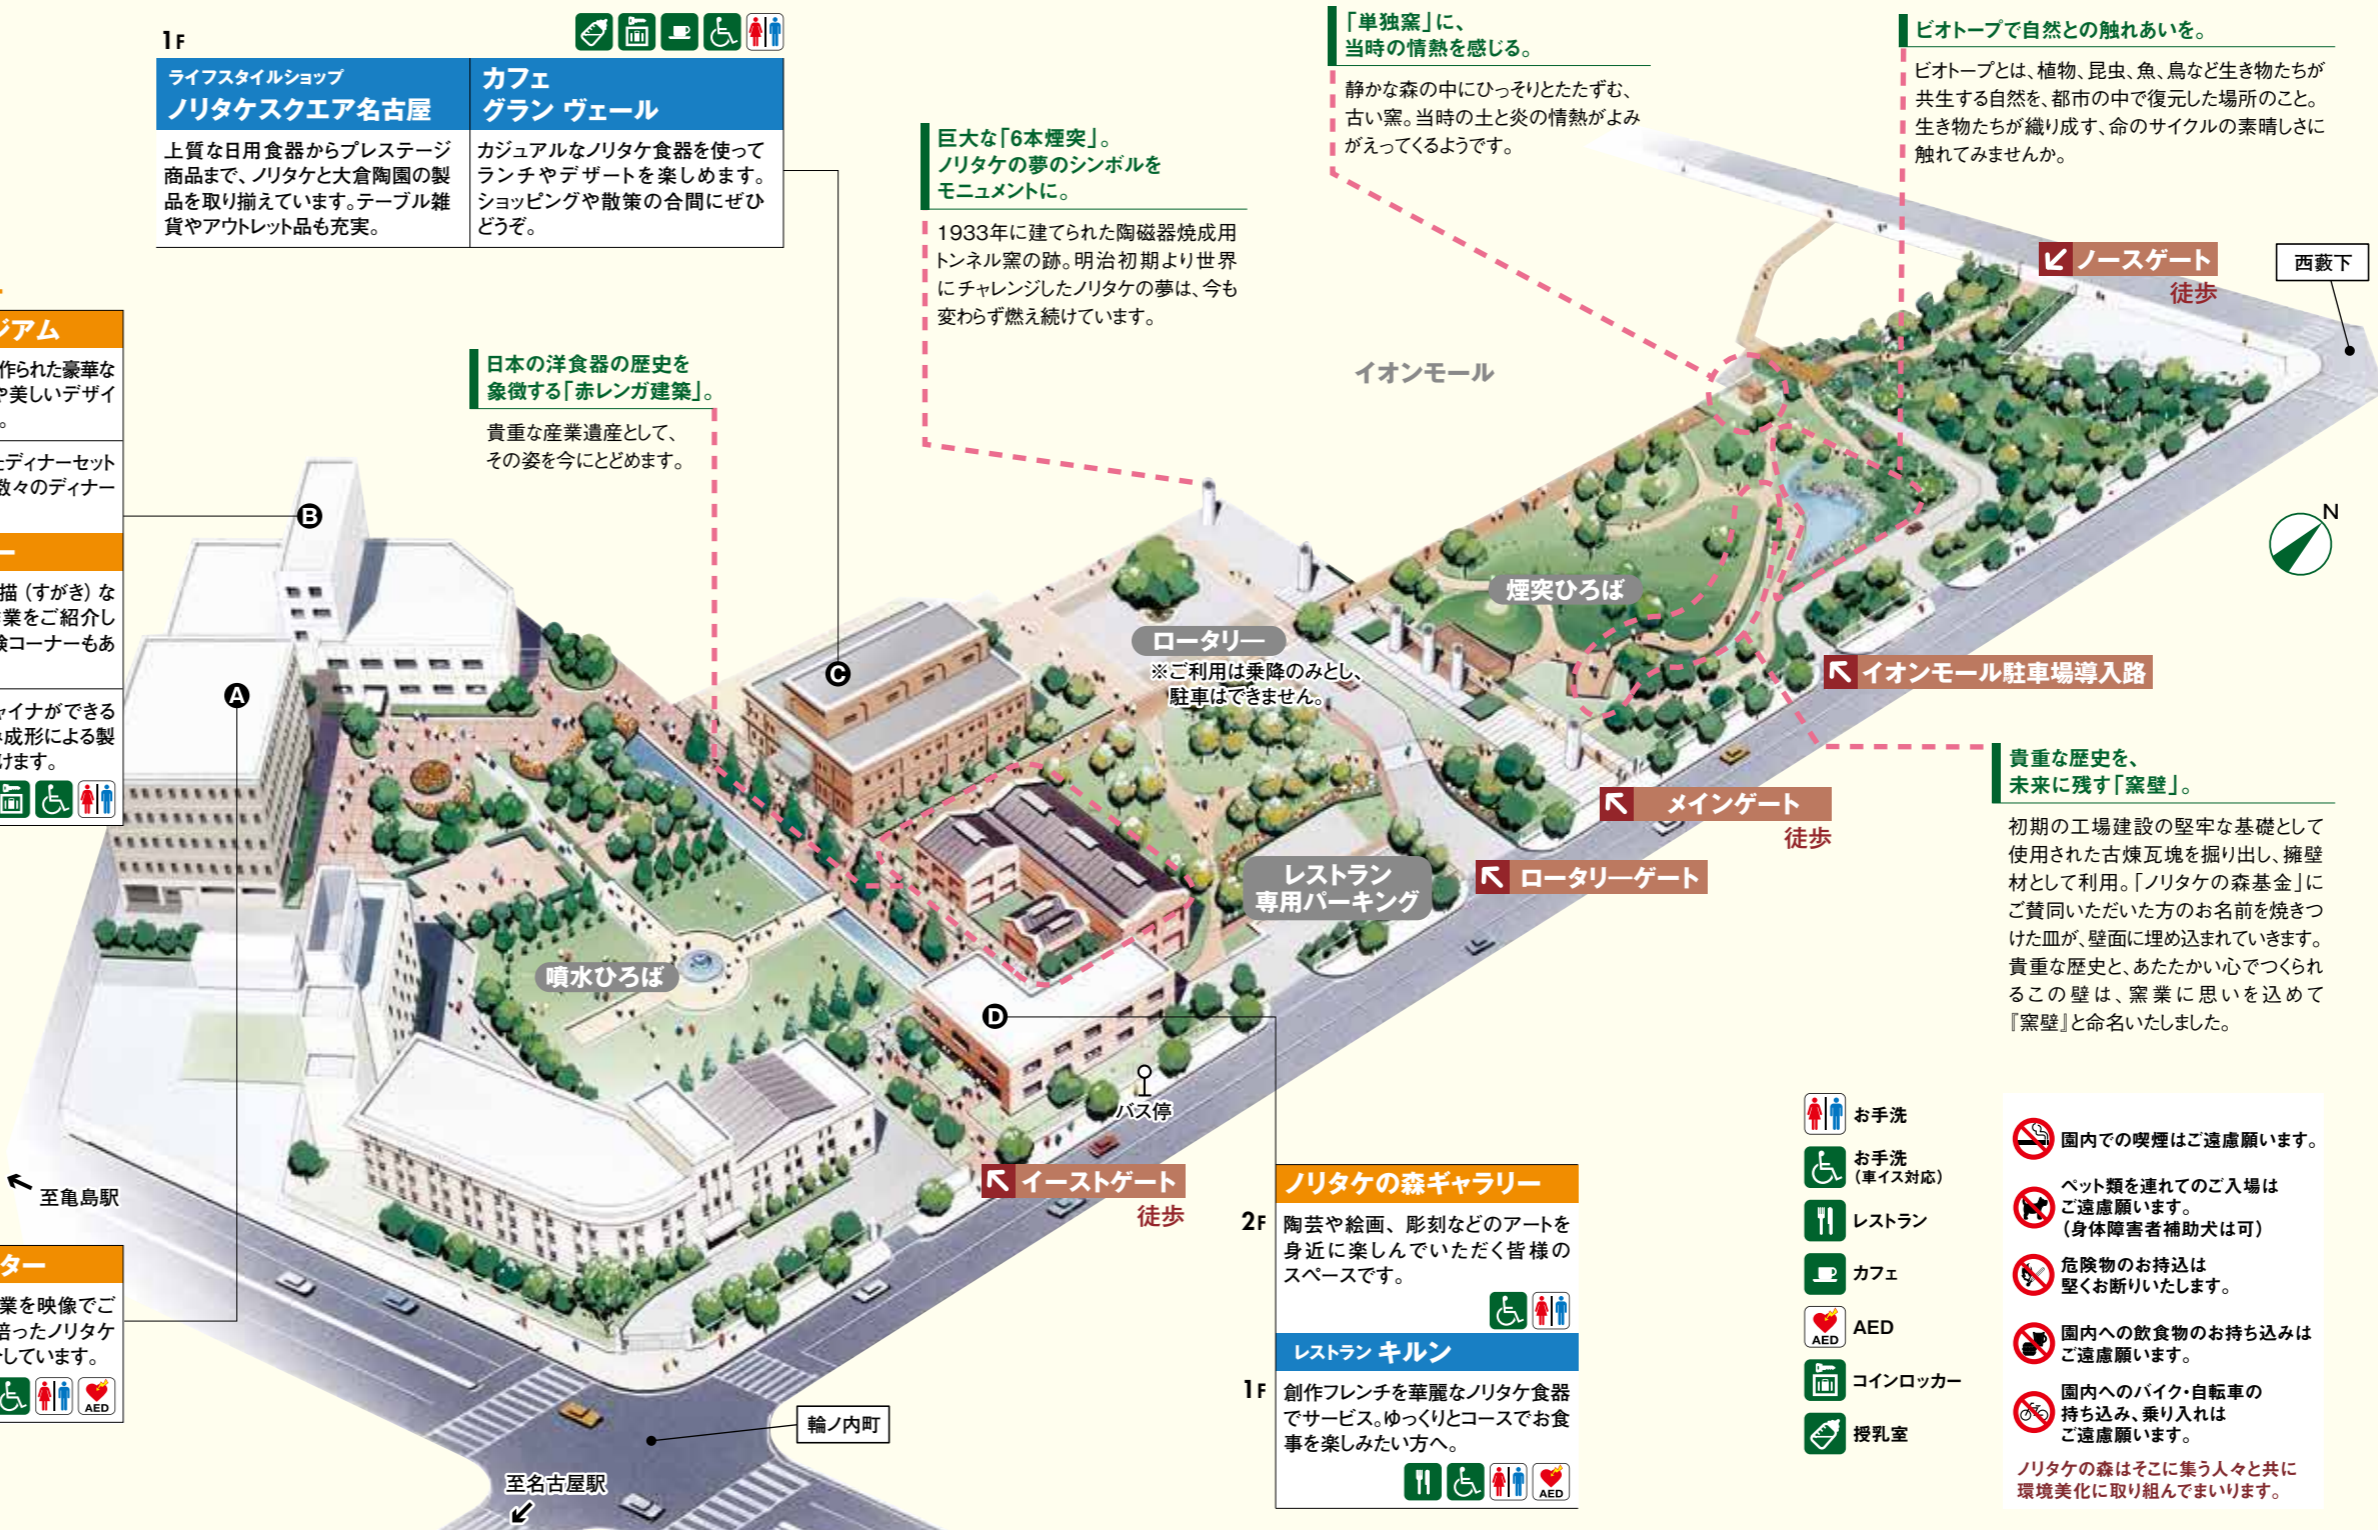 1F
ライフスタイルショップ
ノリタケスクエア名古屋
上質な日用食器からプレステージ
商品まで、ノリタケと大倉陶園の製
品を取り揃えています。テーブル雑
貨やアウトレット品も充実。
カフェ
グラン ヴェール
カジュアルなノリタケ食器を使って
ランチやデザートを楽しめます。
ショッピングや散策の合間にぜひ
どうぞ。
「単独窯」に、
当時の情熱を感じる。
静かな森の中にひっそりとたたずむ、
古い窯。当時の土と炎の情熱がよみ
がえってくるようです。
ビオトープで自然との触れあいを。
ビオトープとは、植物、昆虫、魚、鳥など生き物たちが
共生する自然を、都市の中で復元した場所のこと。
生き物たちが織り成す、命のサイクルの素晴しさに
触れてみませんか。
巨大な「6本煙突」。
ノリタケの夢のシンボルを
モニュメントに。
1933年に建てられた陶磁器焼成用
トンネル窯の跡。明治初期より世界
にチャレンジしたノリタケの夢は、今も
変わらず燃え続けています。
日本の洋食器の歴史を
象徴する「赤レンガ建築」。
貴重な産業遺産として、
その姿を今にとどめます。
ジアム
作られた豪華な
や美しいデザイ
。
たディナーセット
数々のディナー
ー
描（すがき）な
業をご紹介し
験コーナーもあ
ャイナができる
成形による製
けます。
イオンモール
ノースゲート
徒歩
西藪下
N
B
A
C
D
煙突ひろば
ロータリー
※ご利用は乗降のみとし、
駐車はできません。
イオンモール駐車場導入路
メインゲート
徒歩
ロータリーゲート
レストラン
専用パーキング
噴水ひろば
バス停
イーストゲート
徒歩
貴重な歴史を、
未来に残す「窯壁」。
初期の工場建設の堅牢な基礎として
使用された古煉瓦塊を掘り出し、擁壁
材として利用。「ノリタケの森基金」に
ご賛同いただいた方のお名前を焼きつ
けた皿が、壁面に埋め込まれていきます。
貴重な歴史と、あたたかい心でつくられ
るこの壁は、窯業に思いを込めて
『窯壁』と命名いたしました。
至亀島駅
ター
業を映像でご
培ったノリタケ
しています。
AED
輪ノ内町
至名古屋駅
ノリタケの森ギャラリー
2F
陶芸や絵画、彫刻などのアートを
身近に楽しんでいただく皆様の
スペースです。
レストラン キルン
1F
創作フレンチを華麗なノリタケ食器
でサービス。ゆっくりとコースでお食
事を楽しみたい方へ。
AED
お手洗
お手洗
（車イス対応）
レストラン
カフェ
AED
AED
コインロッカー
授乳室
園内での喫煙はご遠慮願います。
ペット類を連れてのご入場は
ご遠慮願います。
（身体障害者補助犬は可）
危険物のお持込は
堅くお断りいたします。
園内への飲食物のお持ち込みは
ご遠慮願います。
園内へのバイク・自転車の
持ち込み、乗り入れは
ご遠慮願います。
ノリタケの森はそこに集う人々と共に
環境美化に取り組んでまいります。